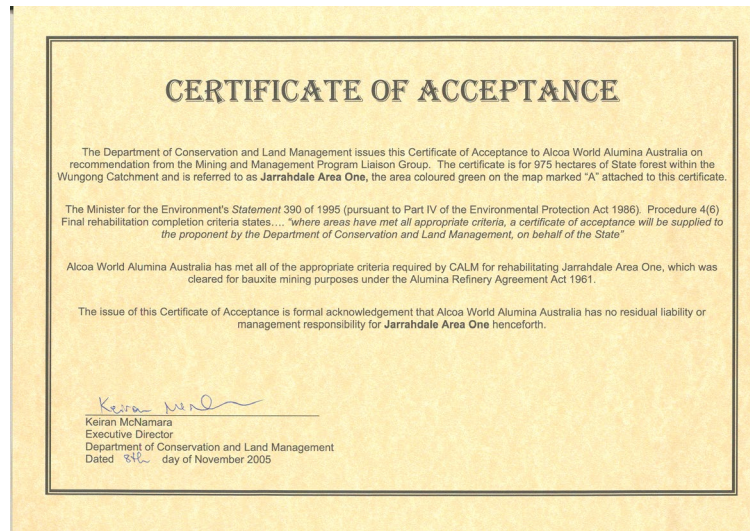 CERTIFICATE OF ACCEPTANCE
The Department of Conservation and Land Management issues this Certificate of Acceptance to Alcoa World Alumina Australia on
recommendation from the Mining and Management Program Liaison Group. The certificate is for 975 hectares of State forest within the
Wungong Catchment and is referred to as Jarrahdale Area One, the area coloured green on the map marked "A" attached to this certificate.
The Minister for the Environment's Statement 390 of 1995 (pursuant to Part IV of the Environmental Protection Act 1986). Procedure 4(6)
Final rehabilitation completion criteria states…. "where areas have met all appropriate criteria, a certificate of acceptance will be supplied to
the proponent by the Department of Conservation and Land Management, on behalf of the State"
Alcoa World Alumina Australia has met all of the appropriate criteria required by CALM for rehabilitating Jarrahdale Area One, which was
cleared for bauxite mining purposes under the Alumina Refinery Agreement Act 1961.
The issue of this Certificate of Acceptance is formal acknowledgement that Alcoa World Alumina Australia has no residual liability or
management responsibility for Jarrahdale Area One henceforth.
Keiran
Keiran McNamara
Executive Director
Department of Conservation and Land Management
Dated 8th day of November 2005